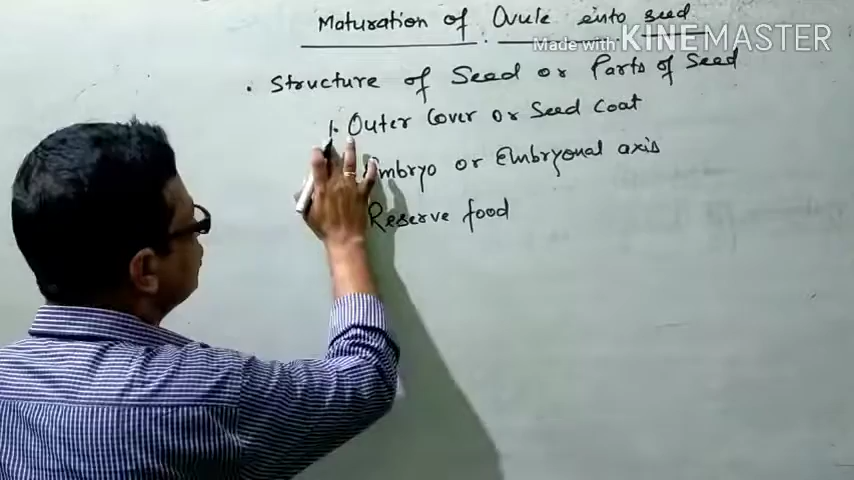 Maturation of Ovule into seed
Made with KINEMASTER
• Structure of Seed or Parts of Seed
1. Outer Cover or Seed Coat
Embryo or Embryonal axis
Reserve food